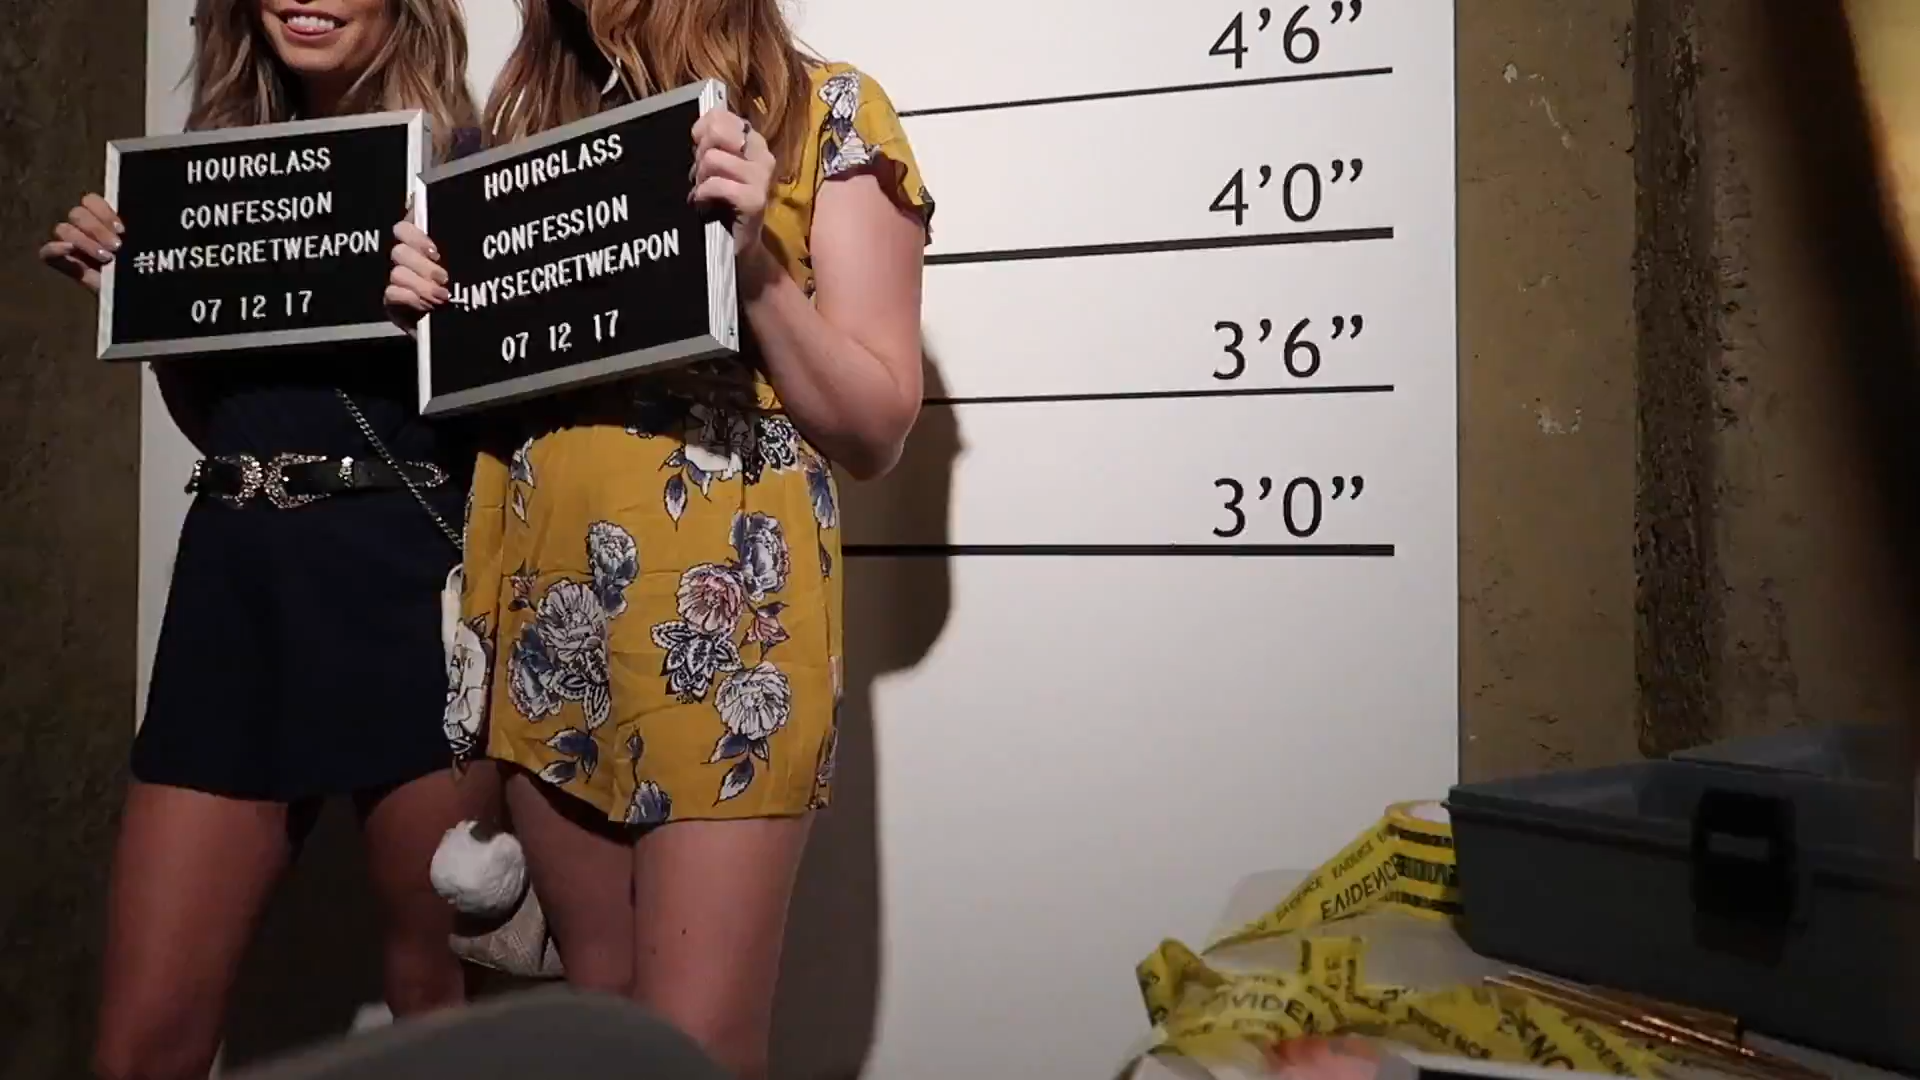 HOURGLASS
CONFESSION
#MYSECRETWEAPON
07 12 17
HOURGLASS
CONFESSION
#MYSECRETWEAPON
07 12 17
4'6”
4'0”
3'6”
3'0”
EVIDENCE